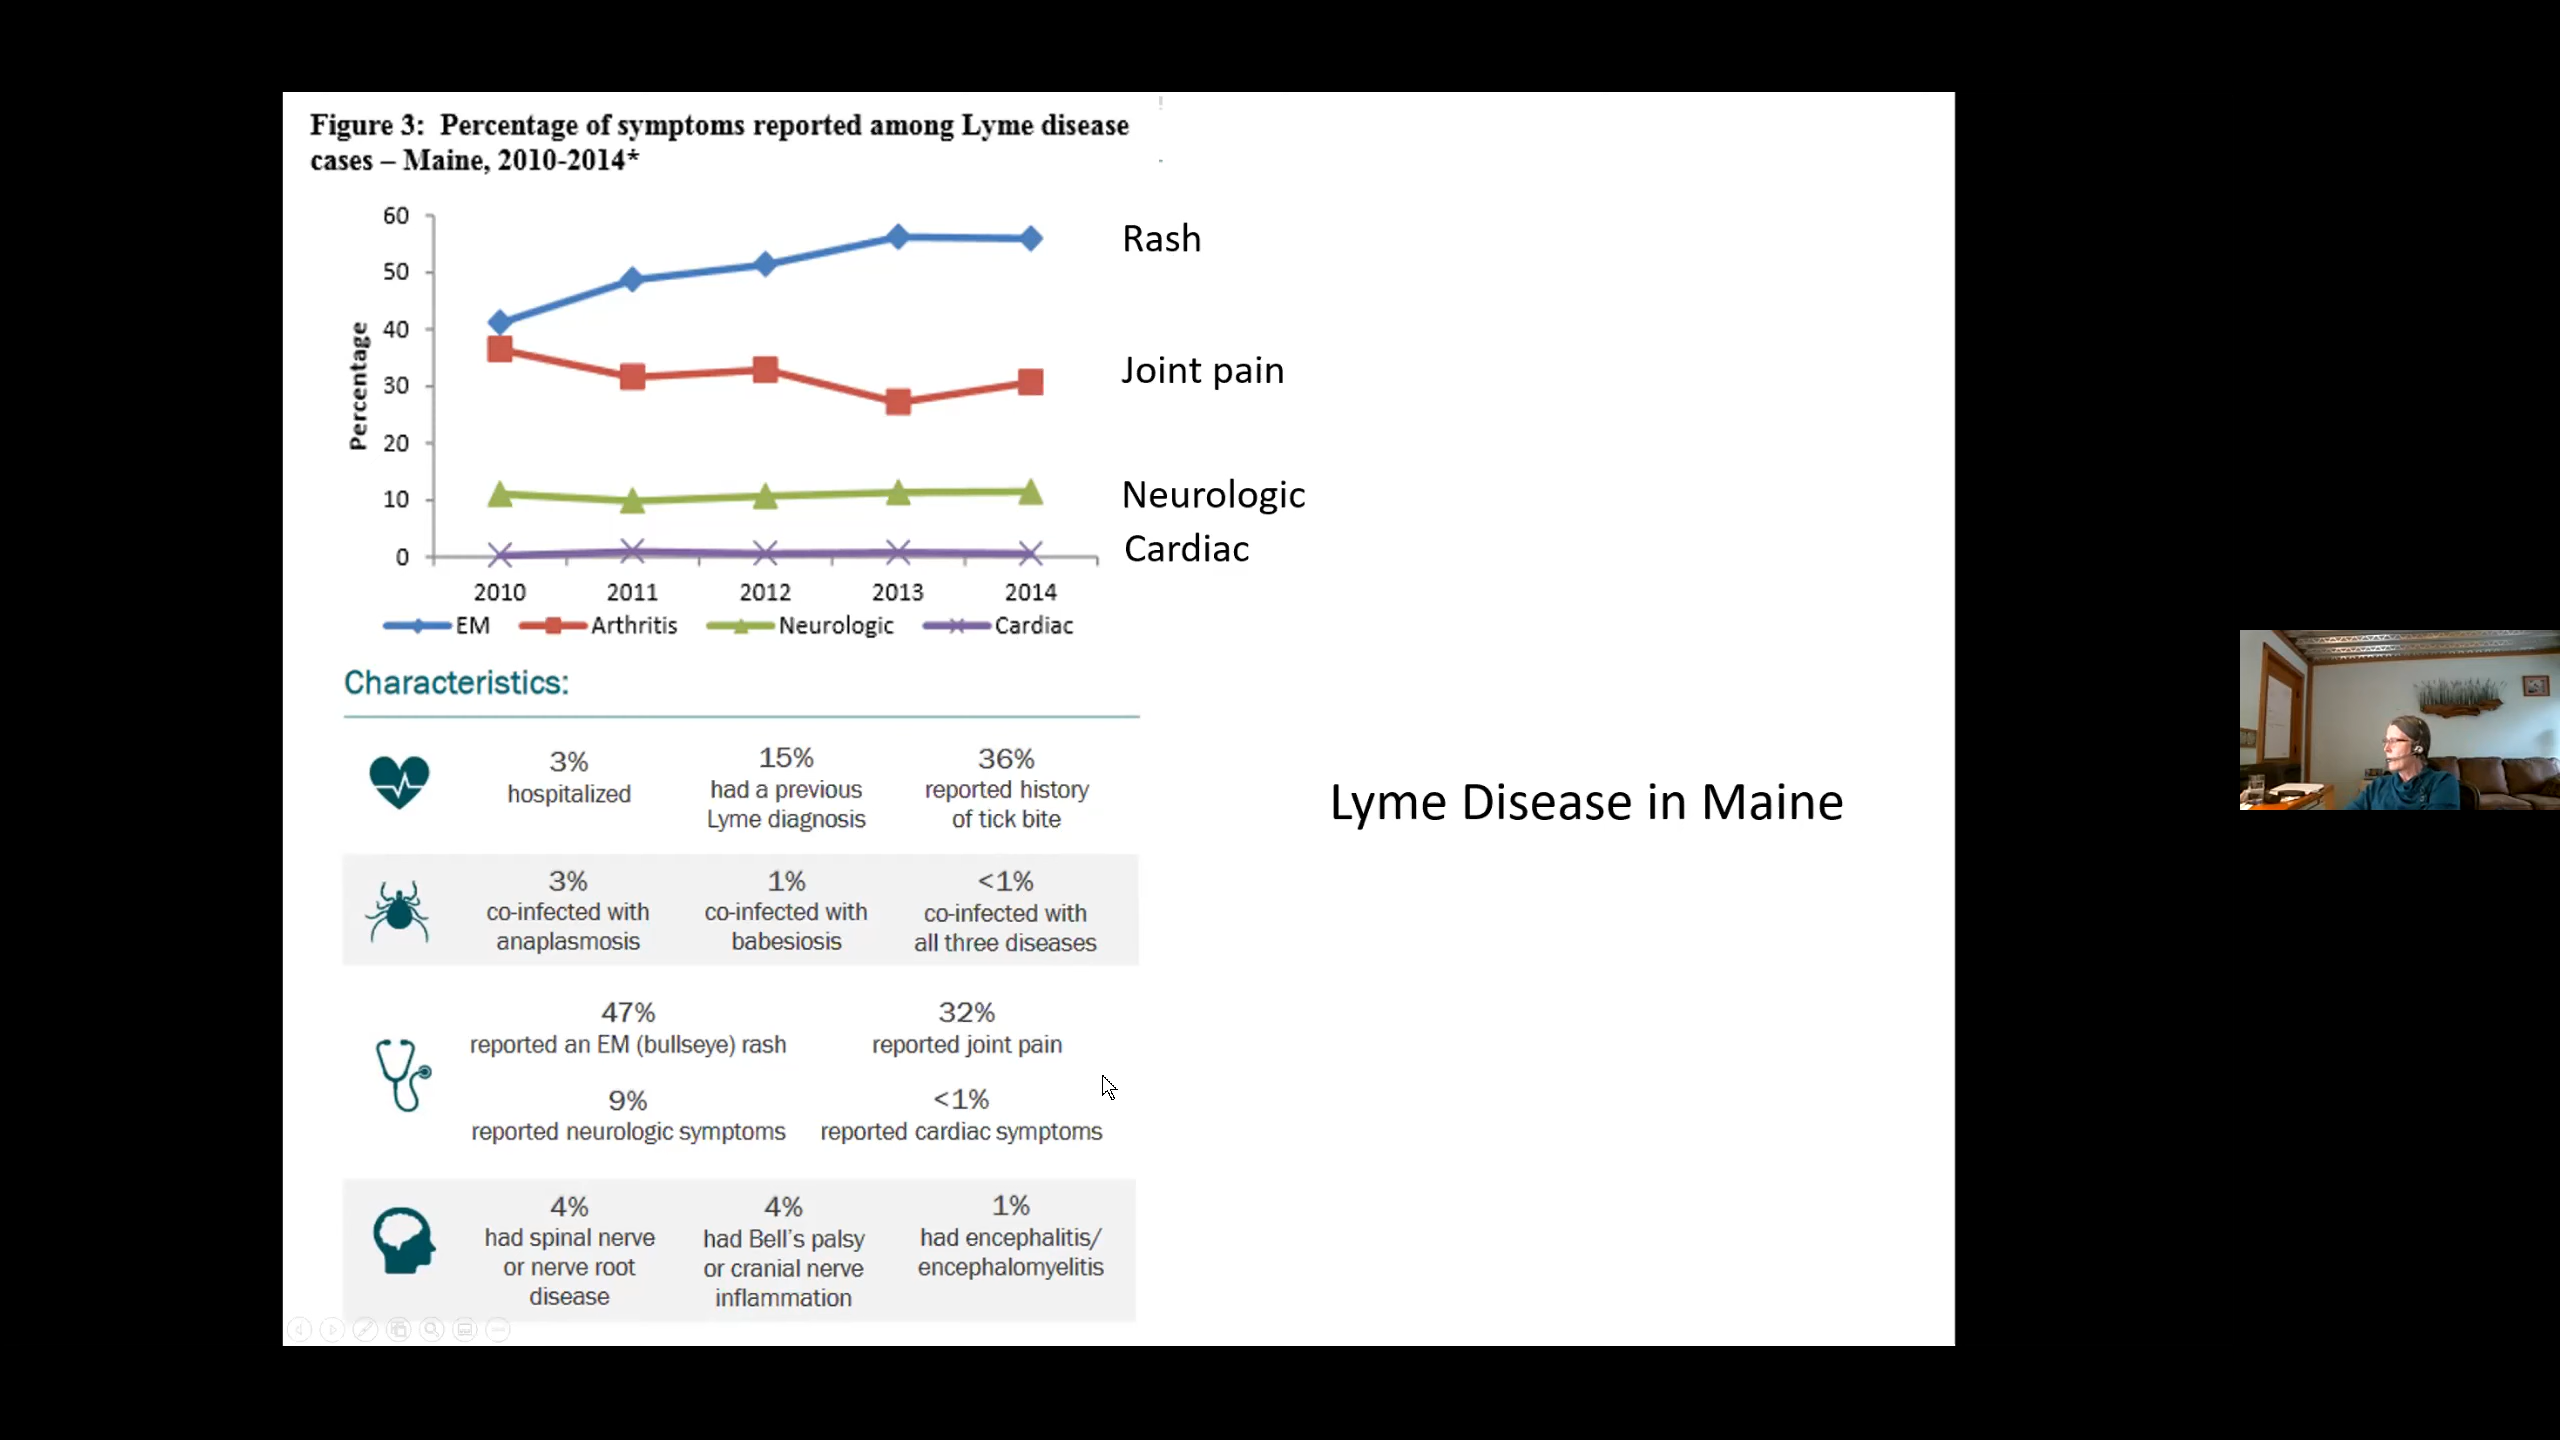 Figure 3:  Percentage of symptoms reported among Lyme disease
cases – Maine, 2010-2014*
60
50
40
30
20
10
0
Percentage
2010 2011 2012 2013 2014
EM Arthritis Neurologic Cardiac
Rash
Joint pain
Neurologic
Cardiac
Characteristics:
3%
hospitalized
15%
had a previous
Lyme diagnosis
36%
reported history
of tick bite
3%
co-infected with
anaplasmosis
1%
co-infected with
babesiosis
<1%
co-infected with
all three diseases
47%
reported an EM (bullseye) rash
32%
reported joint pain
9%
reported neurologic symptoms
<1%
reported cardiac symptoms
4%
had spinal nerve
or nerve root
disease
4%
had Bell's palsy
or cranial nerve
inflammation
1%
had encephalitis/
encephalomyelitis
Lyme Disease in Maine